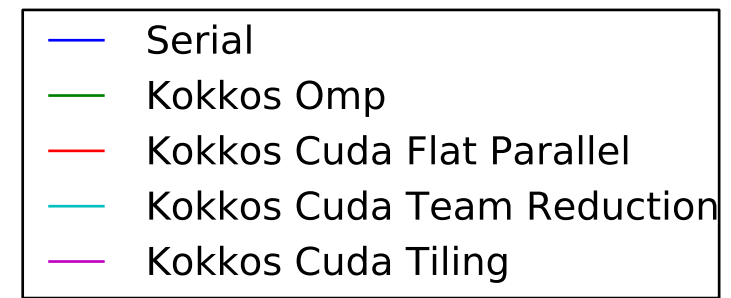 Serial
Kokkos Omp
Kokkos Cuda Flat Parallel
Kokkos Cuda Team Reduction
Kokkos Cuda Tiling